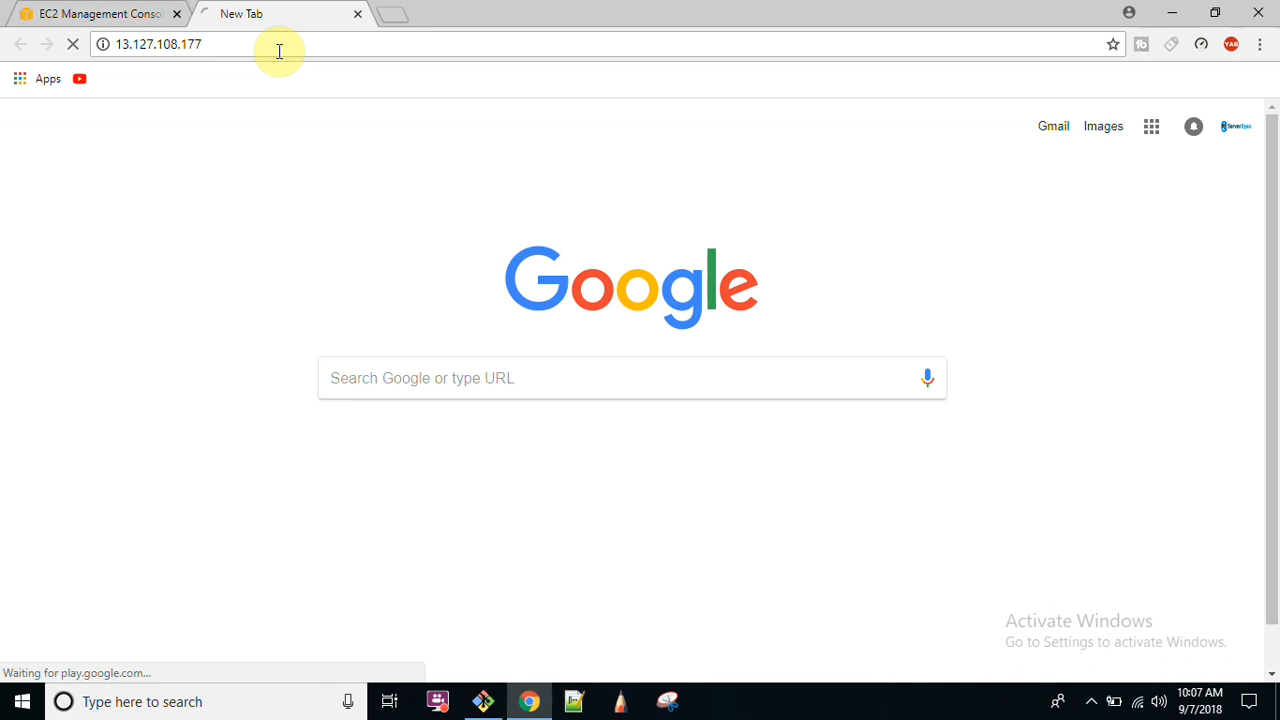 EC2 Management Consol
New Tab
13.127.108.177
Apps
Gmail Images
ServerGyan
Google
Search Google or type URL
Activate Windows
Go to Settings to activate Windows.
Waiting for play.google.com...
Type here to search
10:07 AM
9/7/2018